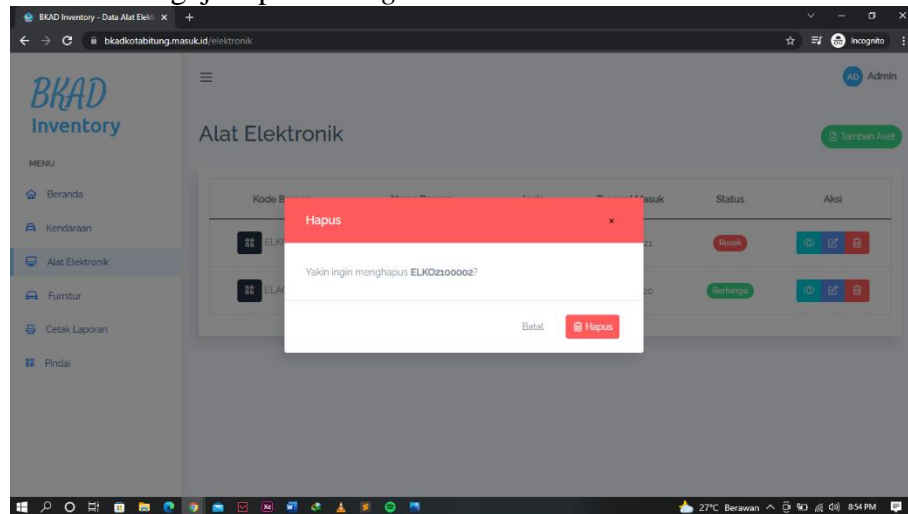 BKAD Inventory - Data Alat Elekt
bkadkotabitung.masuk.id/elektronik
Incognito
BKAD
Inventory
AD Admin
Alat Elektronik
Tambah Aset
MENU
Beranda
Kendaraan
Alat Elektronik
Furnitur
Cetak Laporan
Pindai
Kode Status Aksi
Rusak
Berfungsi
Hapus
Yakin ingin menghapus ELKO2100002?
Batal Hapus
27°C Berawan 8:54 PM